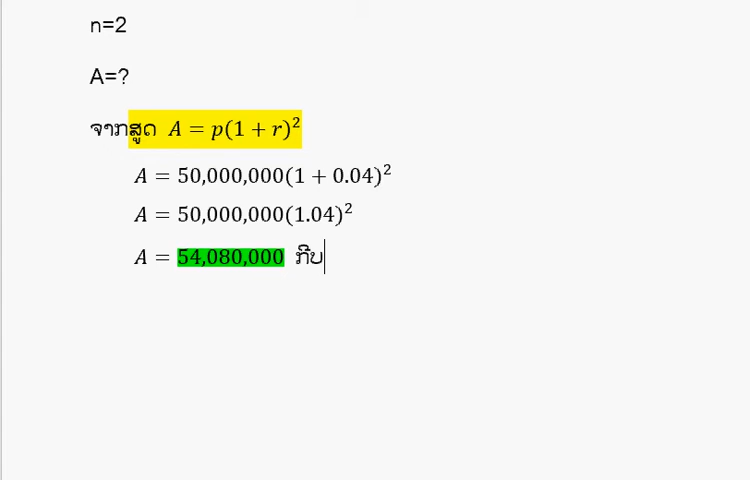 n=2
A=?
ຈາກສູດ A = p(1 + r)²
A = 50,000,000(1 + 0.04)²
A = 50,000,000(1.04)²
A = 54,080,000 ກີບ